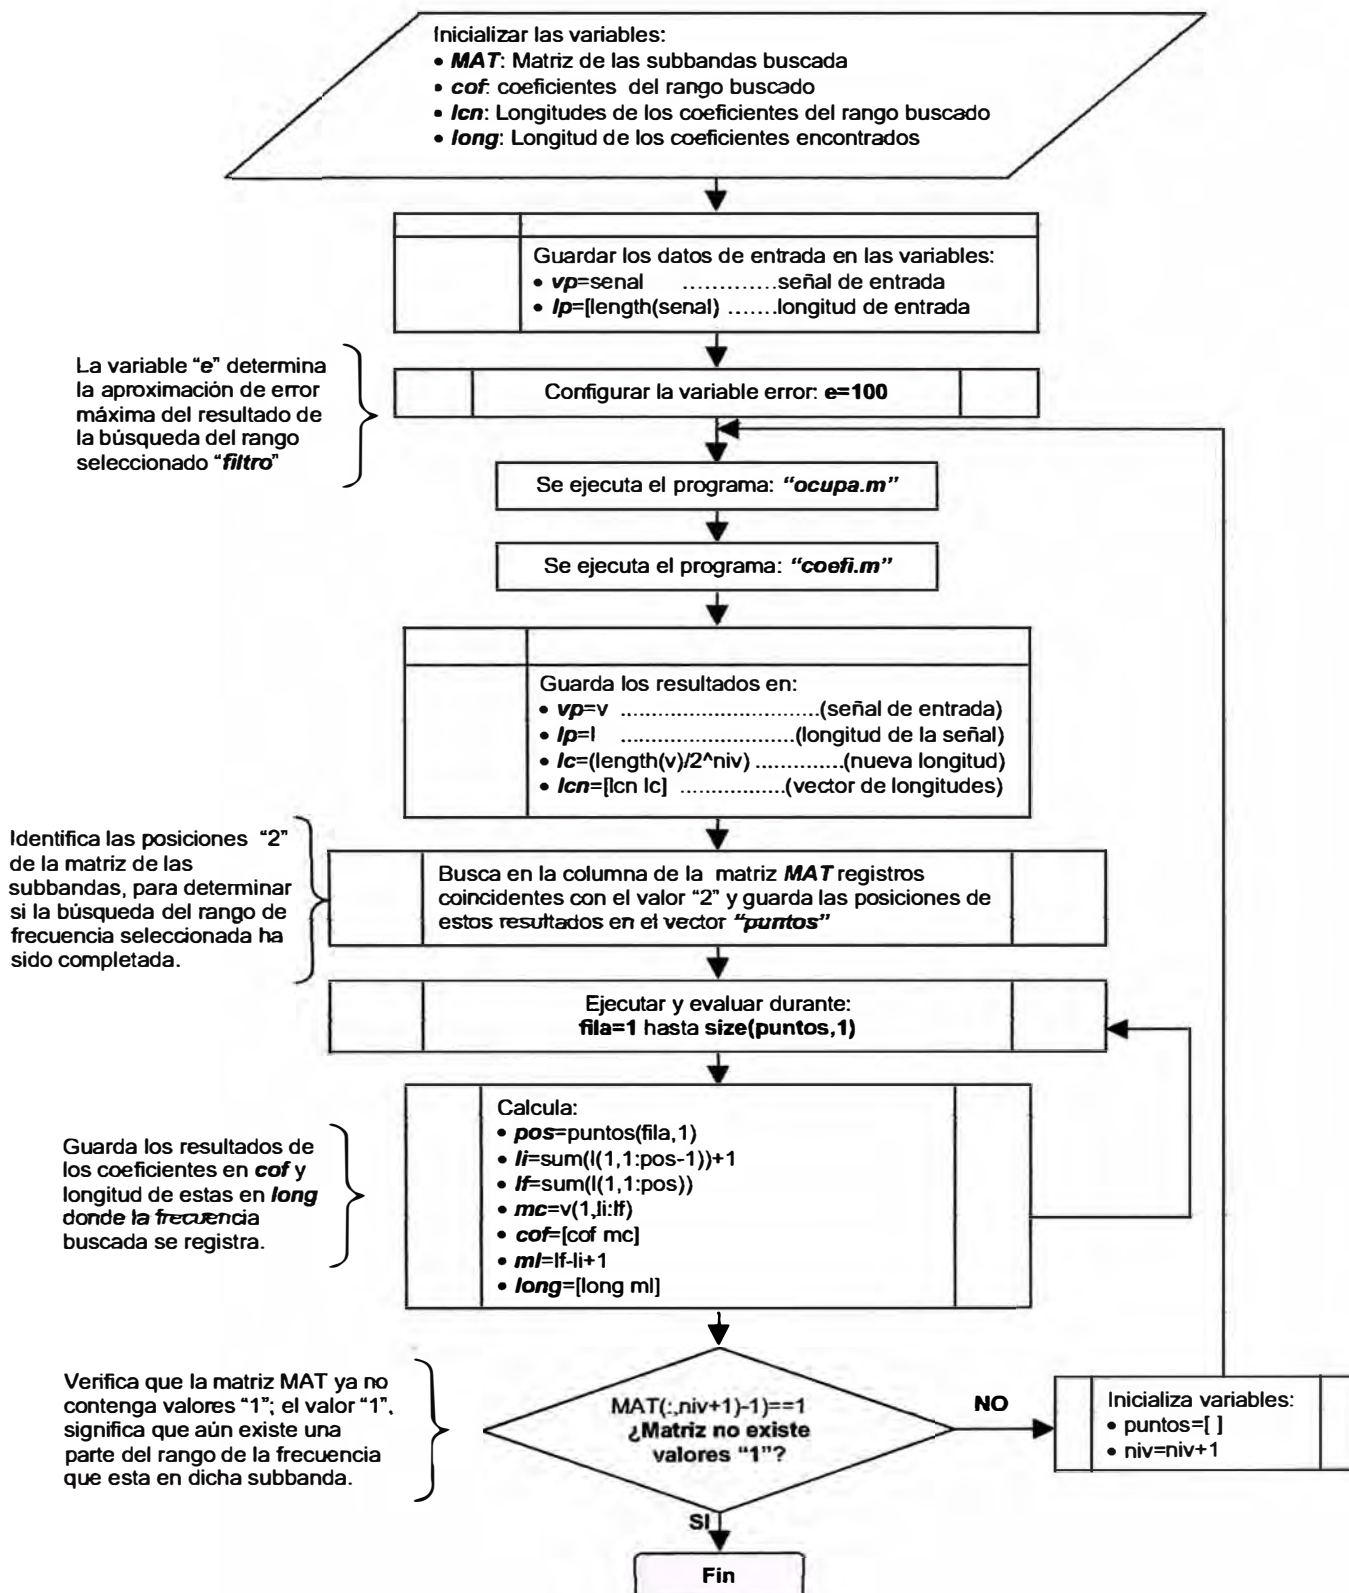 Inicializar las variables:
• MAT: Matriz de las subbandas buscada
• cof: coeficientes del rango buscado
• lcn: Longitudes de los coeficientes del rango buscado
• long: Longitud de los coeficientes encontrados
Guardar los datos de entrada en las variables:
• vp=senal .............señal de entrada
• lp=[length(senal) .......longitud de entrada
La variable "e" determina
la aproximación de error
máxima del resultado de
la búsqueda del rango
seleccionado "filtro"
Configurar la variable error: e=100
Se ejecuta el programa: "ocupa.m"
Se ejecuta el programa: "coefi.m"
Guarda los resultados en:
• vp=v ..............................(señal de entrada)
• lp=l ..........................(longitud de la señal)
• lc=(length(v)/2^niv) ..............(nueva longitud)
• lcn=[lcn lc] .................(vector de longitudes)
Identifica las posiciones "2"
de la matriz de las
subbandas, para determinar
si la búsqueda del rango de
frecuencia seleccionada ha
sido completada.
Busca en la columna de la matriz MAT registros
coincidentes con el valor "2" y guarda las posiciones de
estos resultados en el vector "puntos"
Ejecutar y evaluar durante:
fila=1 hasta size(puntos,1)
Guarda los resultados de
los coeficientes en cof y
longitud de estas en long
donde la frecuencia
buscada se registra.
Calcula:
• pos=puntos(fila,1)
• li=sum(l(1,1:pos-1))+1
• lf=sum(l(1,1:pos))
• mc=v(1,li:lf)
• cof=[cof mc]
• ml=lf-li+1
• long=[long ml]
Verifica que la matriz MAT ya no
contenga valores "1"; el valor "1",
significa que aún existe una
parte del rango de la frecuencia
que esta en dicha subbanda.
MAT(:,niv+1)-1)==1
¿Matriz no existe
valores "1"?
NO
Inicializa variables:
• puntos=[ ]
• niv=niv+1
SI
Fin